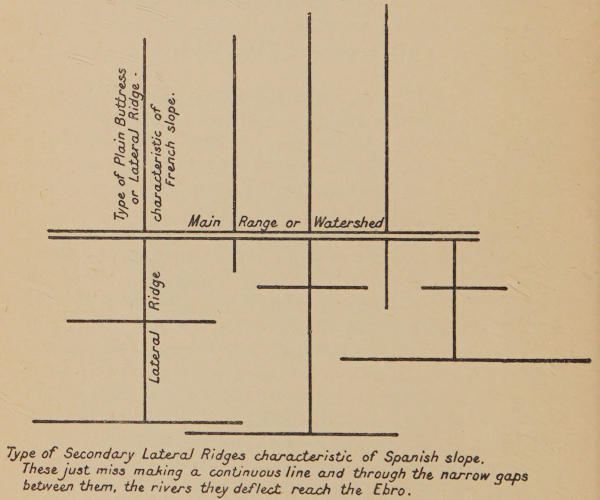 Type of Plain Buttress
or Lateral Ridge -
characteristic of
French slope.
Main Range or Watershed
Lateral Ridge
Type of Secondary Lateral Ridges characteristic of Spanish slope.
These just miss making a continuous line and through the narrow gaps
between them, the rivers they deflect reach the Ebro.